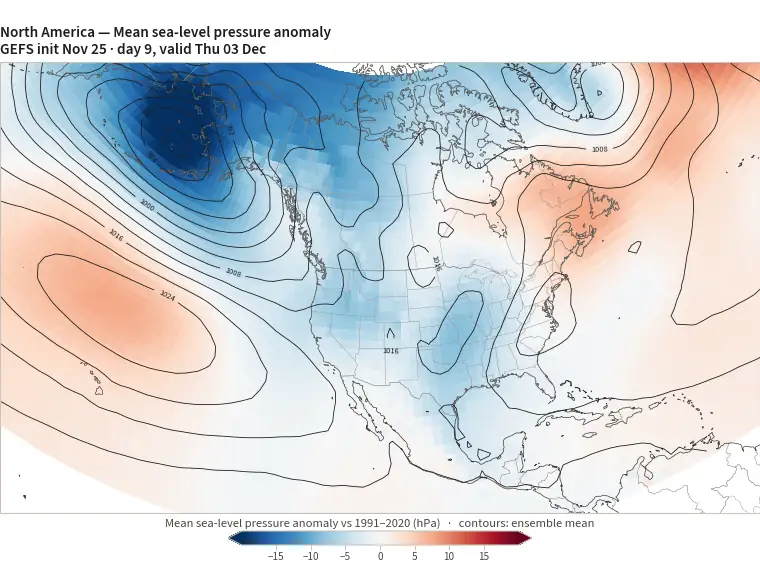 North America — Mean sea-level pressure anomaly
GEFS init Nov 25 · day 9, valid Thu 03 Dec
1008
1000
1016
1016
1008
1024
1016
Mean sea-level pressure anomaly vs 1991–2020 (hPa)  ·  contours: ensemble mean
−15 −10 −5 0 5 10 15